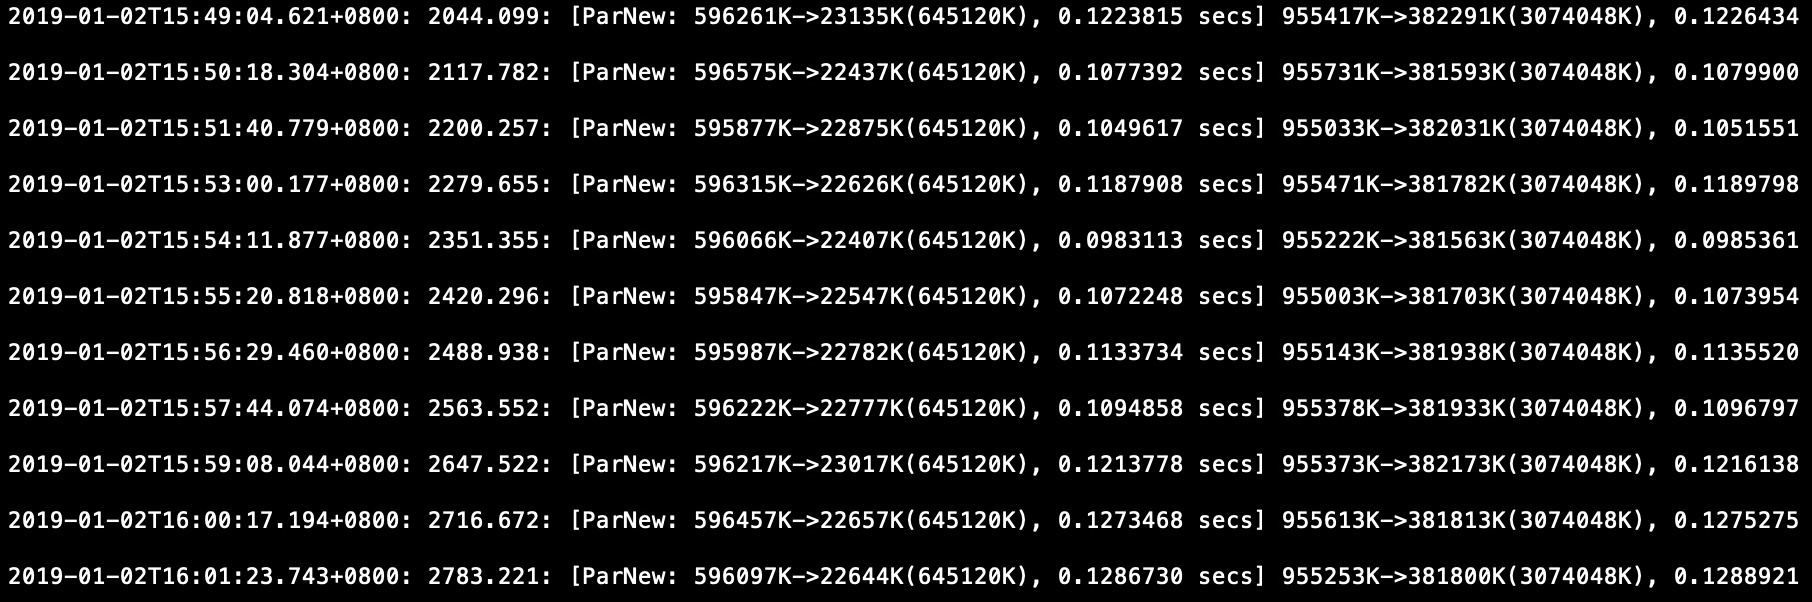 2019-01-02T15:49:04.621+0800: 2044.099: [ParNew: 596261K->23135K(645120K), 0.1223815 secs] 955417K->382291K(3074048K), 0.1226434
2019-01-02T15:50:18.304+0800: 2117.782: [ParNew: 596575K->22437K(645120K), 0.1077392 secs] 955731K->381593K(3074048K), 0.1079900
2019-01-02T15:51:40.779+0800: 2200.257: [ParNew: 595877K->22875K(645120K), 0.1049617 secs] 955033K->382031K(3074048K), 0.1051551
2019-01-02T15:53:00.177+0800: 2279.655: [ParNew: 596315K->22626K(645120K), 0.1187908 secs] 955471K->381782K(3074048K), 0.1189798
2019-01-02T15:54:11.877+0800: 2351.355: [ParNew: 596066K->22407K(645120K), 0.0983113 secs] 955222K->381563K(3074048K), 0.0985361
2019-01-02T15:55:20.818+0800: 2420.296: [ParNew: 595847K->22547K(645120K), 0.1072248 secs] 955003K->381703K(3074048K), 0.1073954
2019-01-02T15:56:29.460+0800: 2488.938: [ParNew: 595987K->22782K(645120K), 0.1133734 secs] 955143K->381938K(3074048K), 0.1135520
2019-01-02T15:57:44.074+0800: 2563.552: [ParNew: 596222K->22777K(645120K), 0.1094858 secs] 955378K->381933K(3074048K), 0.1096797
2019-01-02T15:59:08.044+0800: 2647.522: [ParNew: 596217K->23017K(645120K), 0.1213778 secs] 955373K->382173K(3074048K), 0.1216138
2019-01-02T16:00:17.194+0800: 2716.672: [ParNew: 596457K->22657K(645120K), 0.1273468 secs] 955613K->381813K(3074048K), 0.1275275
2019-01-02T16:01:23.743+0800: 2783.221: [ParNew: 596097K->22644K(645120K), 0.1286730 secs] 955253K->381800K(3074048K), 0.1288921